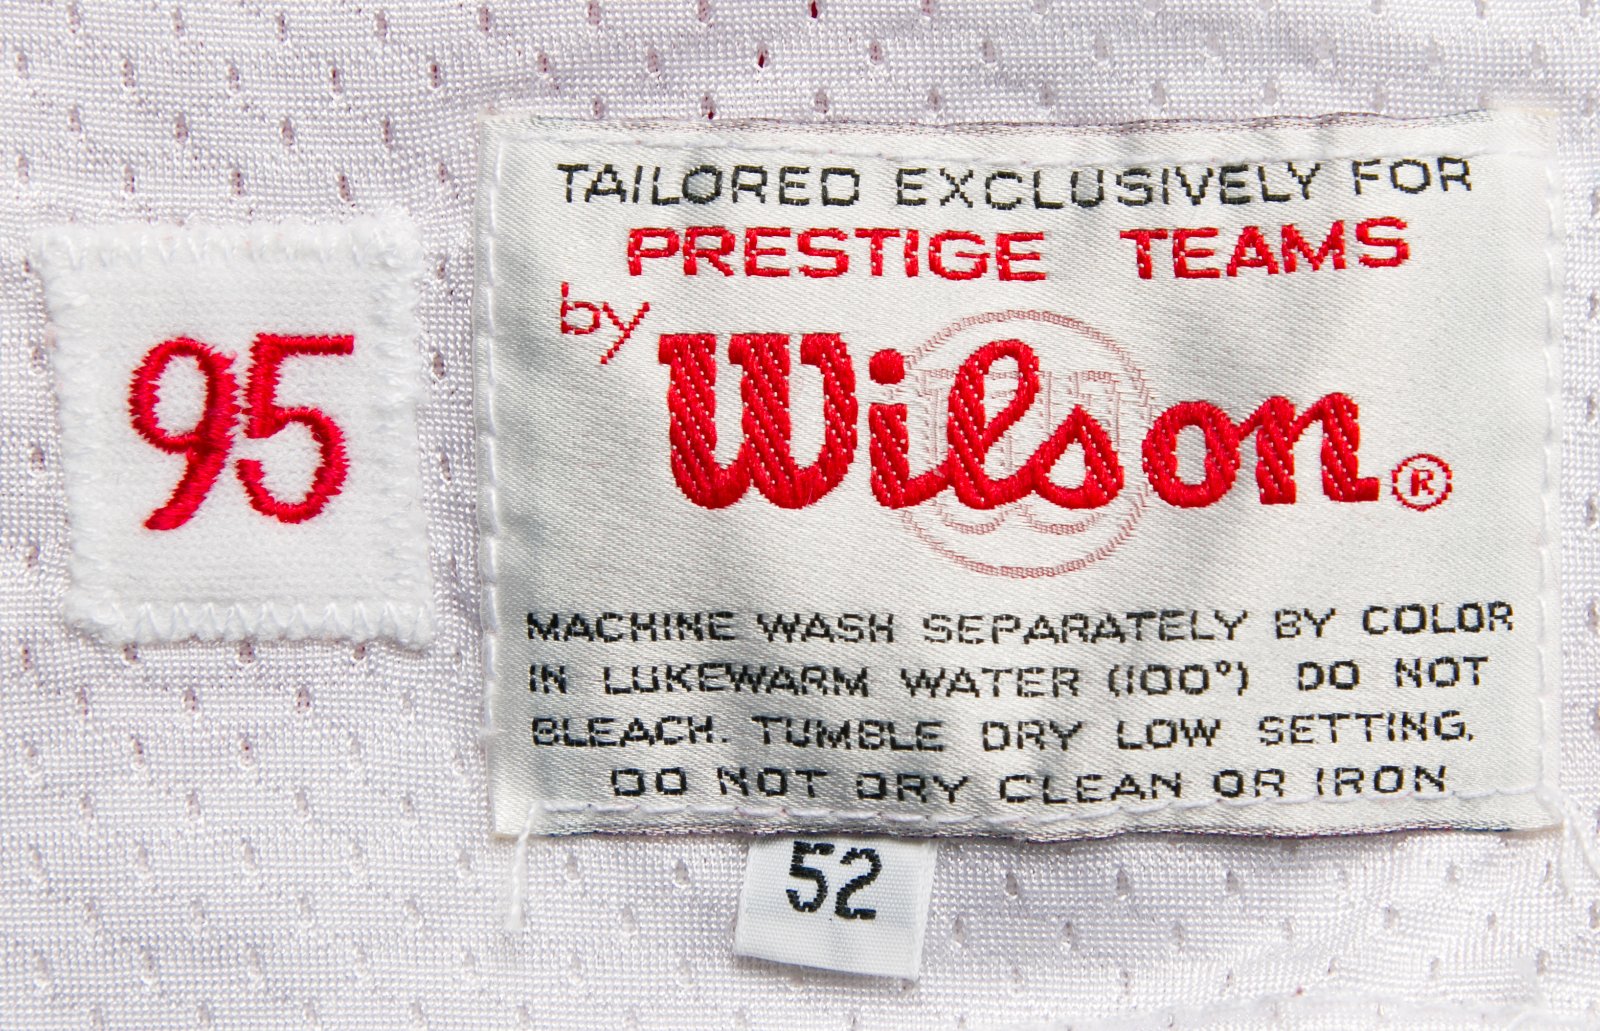 95
TAILORED EXCLUSIVELY FOR
PRESTIGE TEAMS
by
Wilson®
MACHINE WASH SEPARATELY BY COLOR
IN LUKEWARM WATER (100°) DO NOT
BLEACH. TUMBLE DRY LOW SETTING.
DO NOT DRY CLEAN OR IRON
52